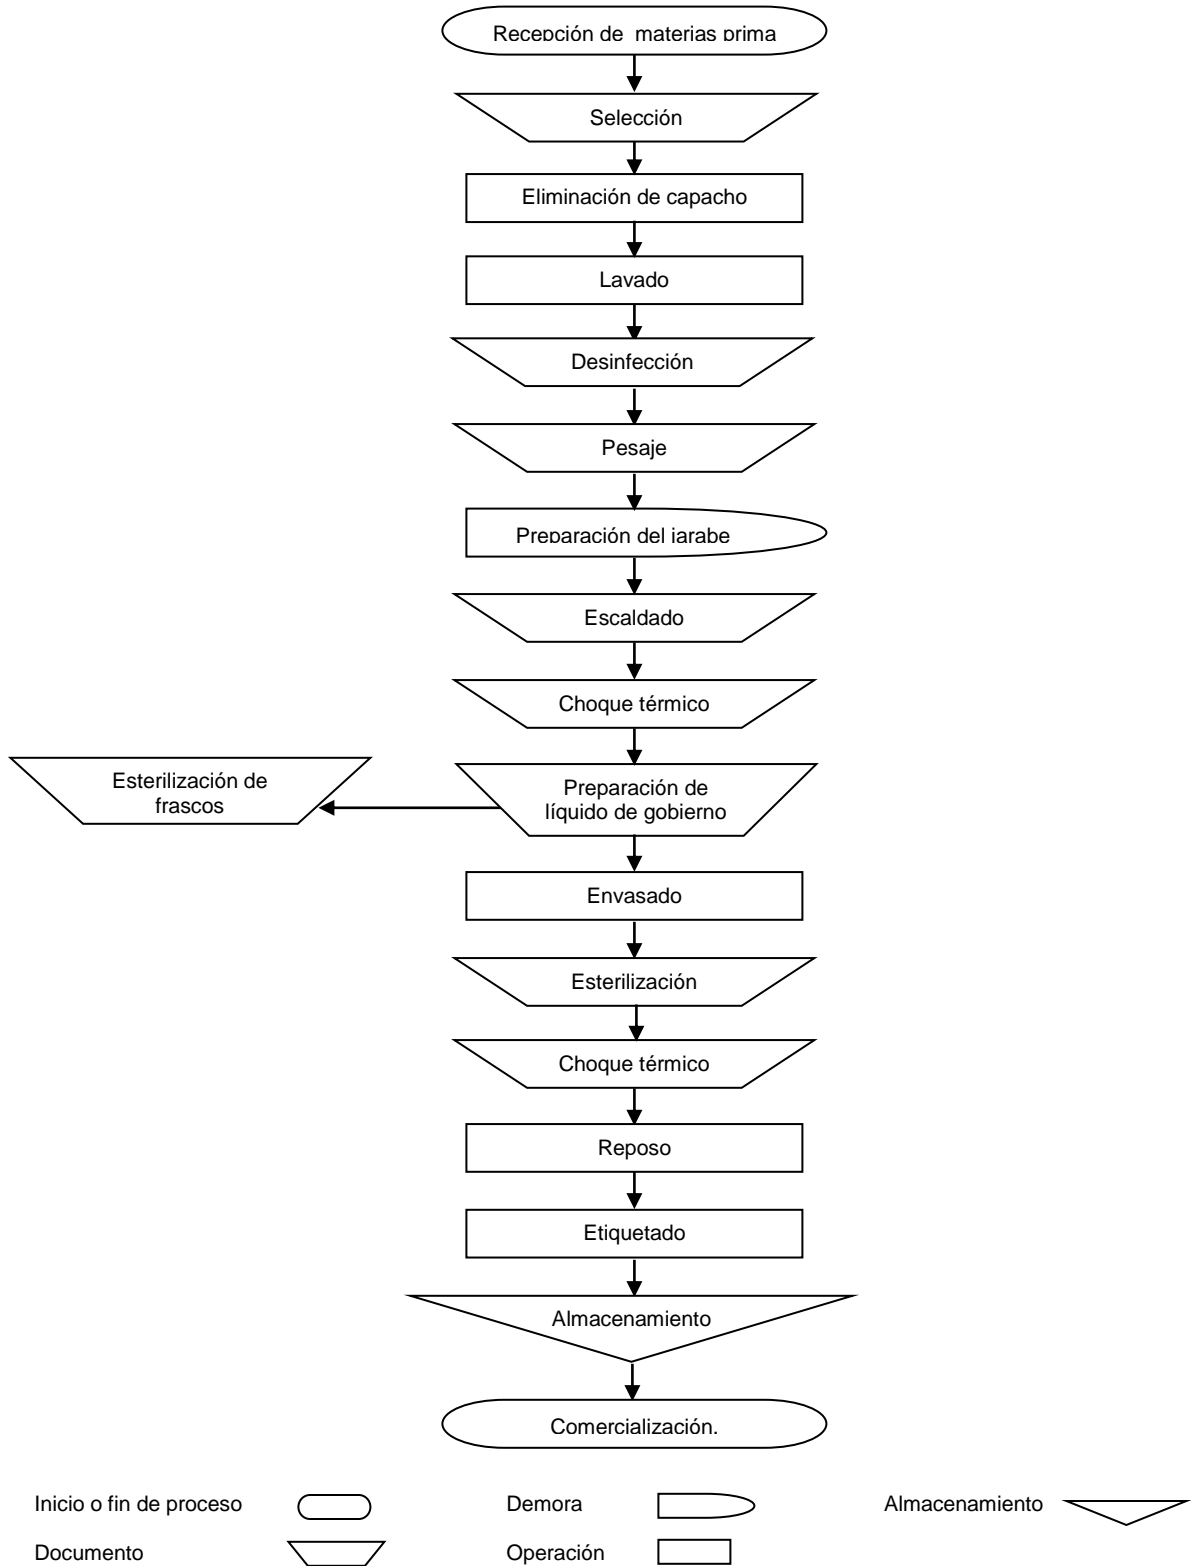 Recepción de materias prima
Selección
Eliminación de capacho
Lavado
Desinfección
Pesaje
Preparación del jarabe
Escaldado
Choque térmico
Esterilización de
frascos
Preparación de
líquido de gobierno
Envasado
Esterilización
Choque térmico
Reposo
Etiquetado
Almacenamiento
Comercialización.
Inicio o fin de proceso
Demora
Almacenamiento
Documento
Operación